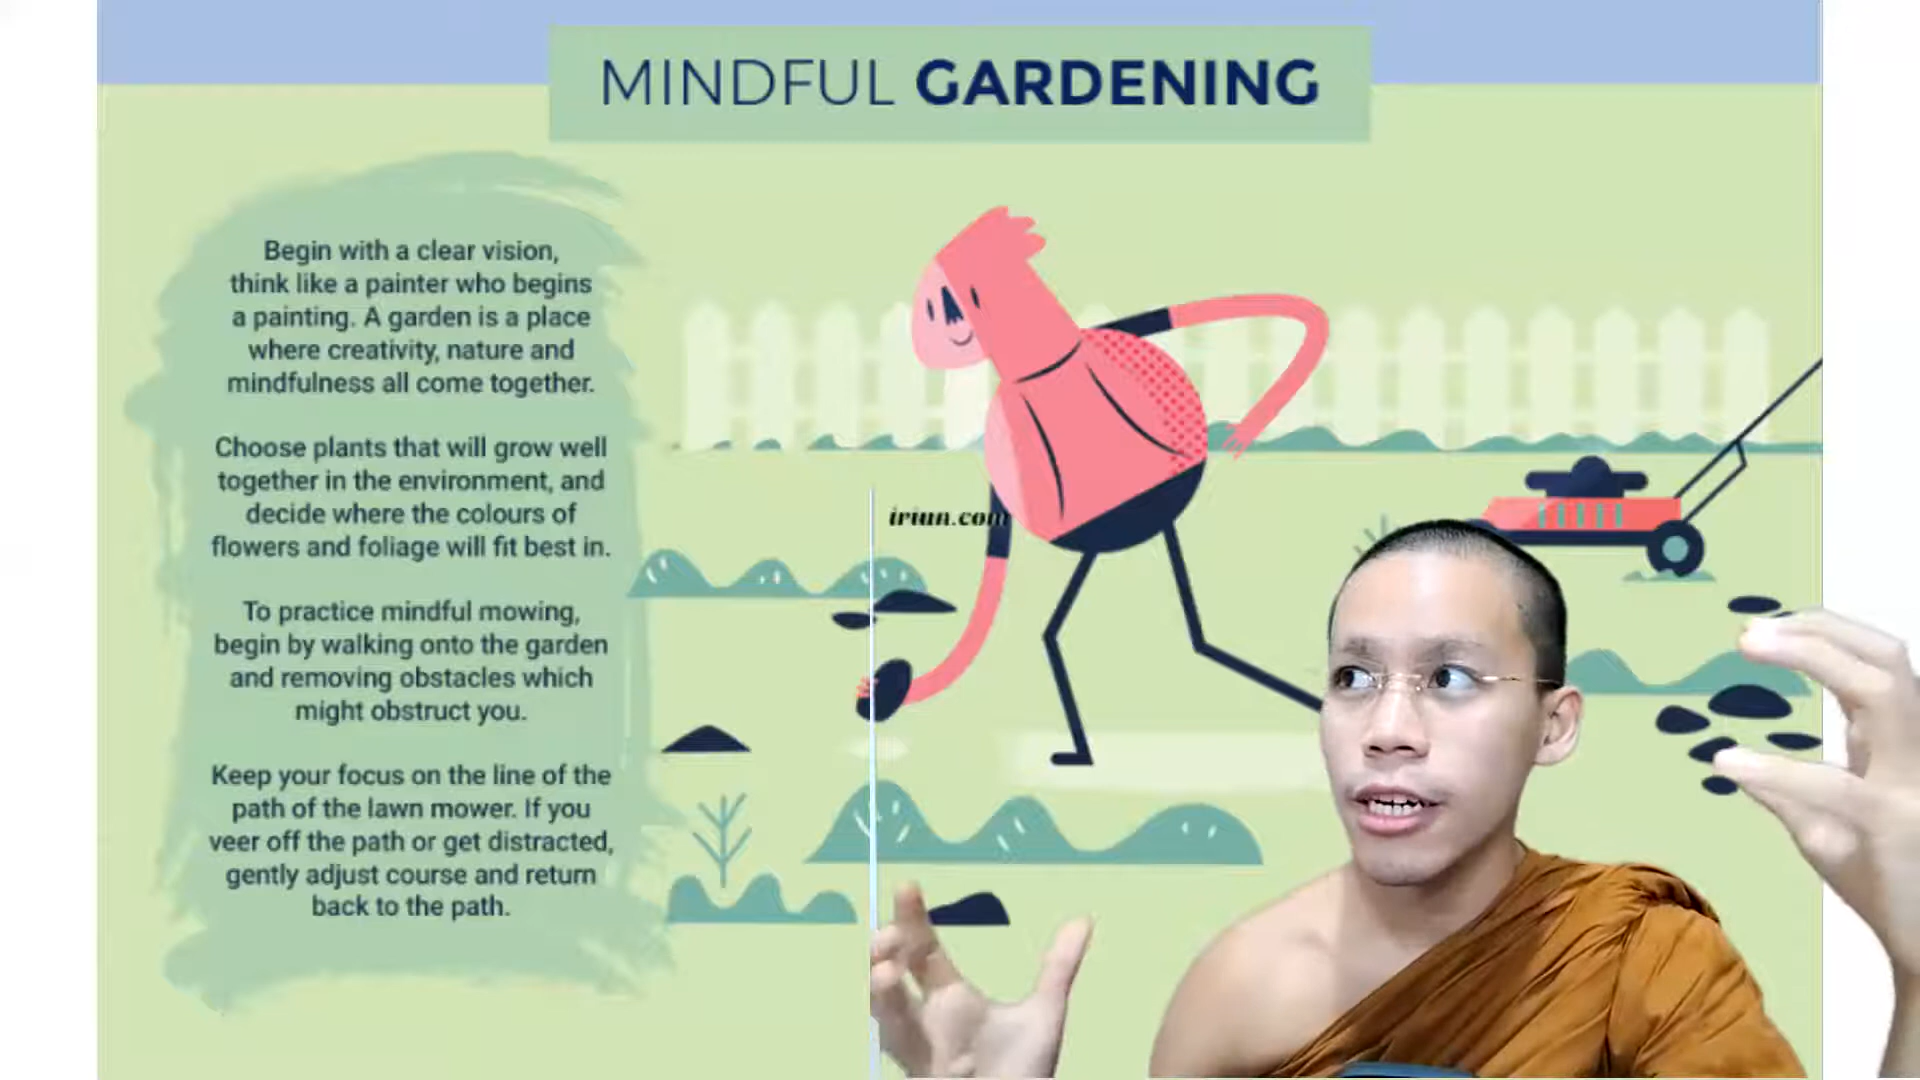 MINDFUL GARDENING
Begin with a clear vision,
think like a painter who begins
a painting. A garden is a place
where creativity, nature and
mindfulness all come together.
Choose plants that will grow well
together in the environment, and
decide where the colours of
flowers and foliage will fit best in.
To practice mindful mowing,
begin by walking onto the garden
and removing obstacles which
might obstruct you.
Keep your focus on the line of the
path of the lawn mower. If you
veer off the path or get distracted,
gently adjust course and return
back to the path.
iriun.com